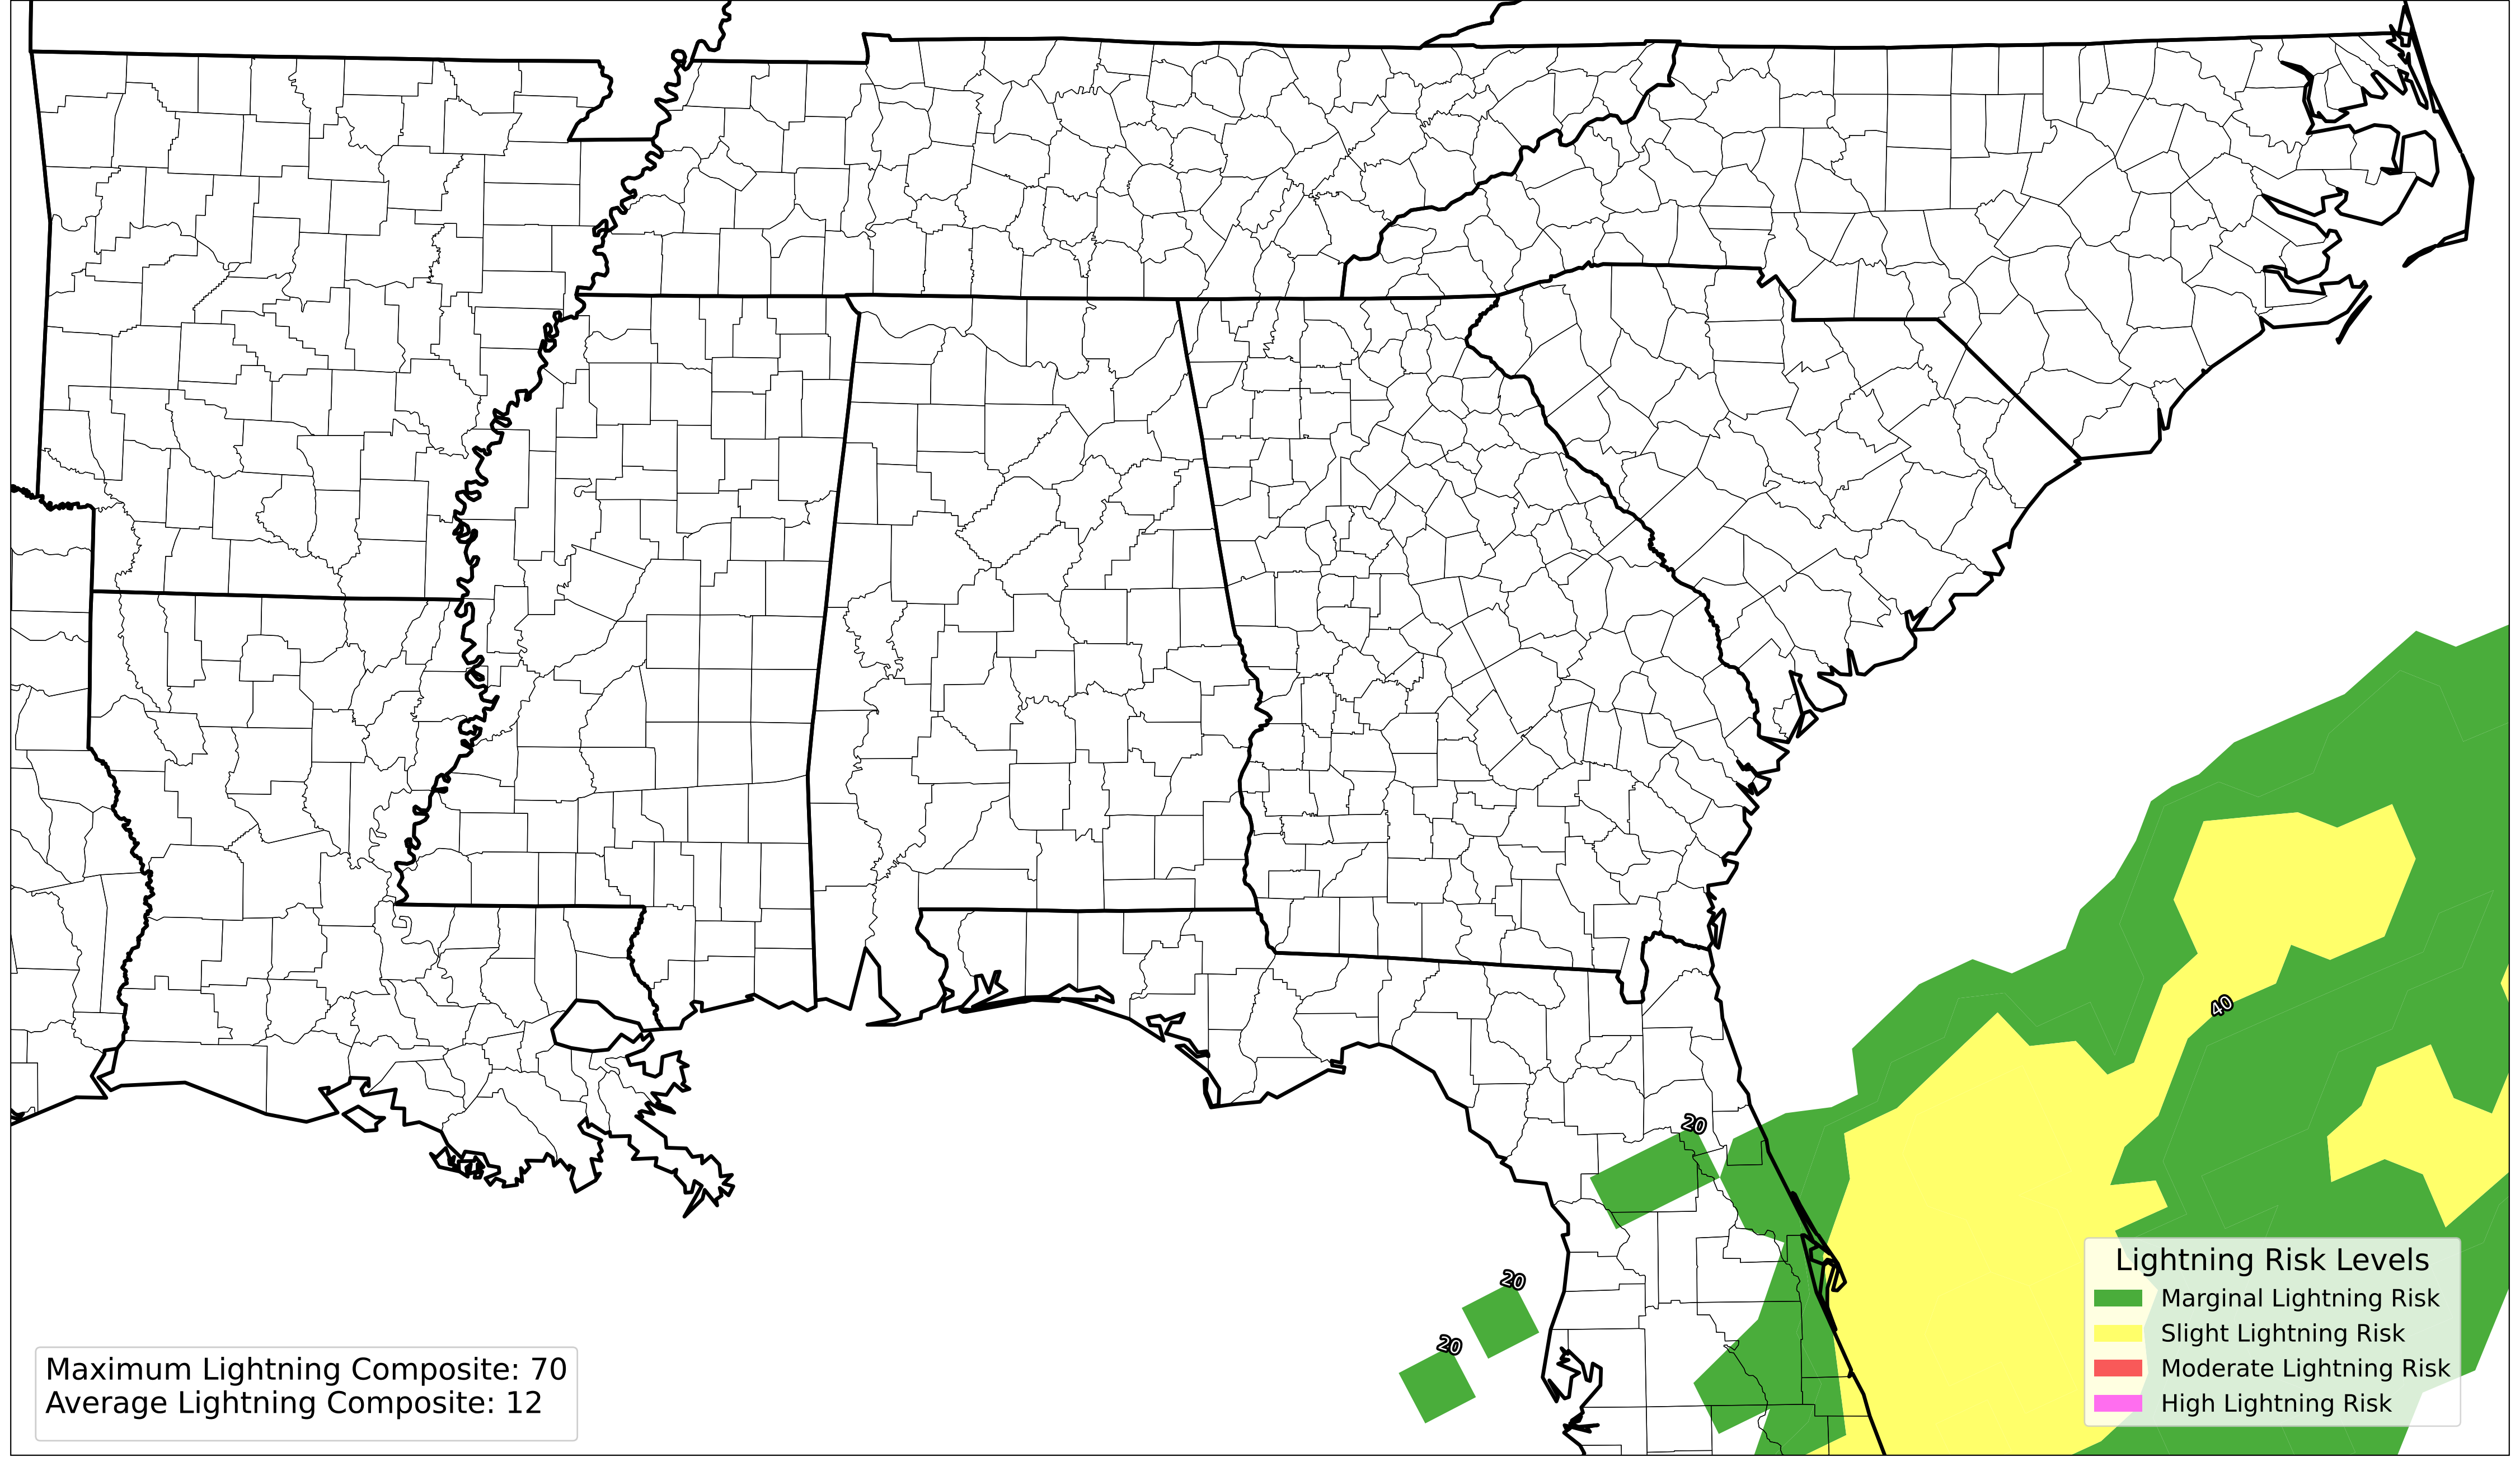 40
20
20
20
Lightning Risk Levels
Marginal Lightning Risk
Slight Lightning Risk
Moderate Lightning Risk
High Lightning Risk
Maximum Lightning Composite: 70
Average Lightning Composite: 12